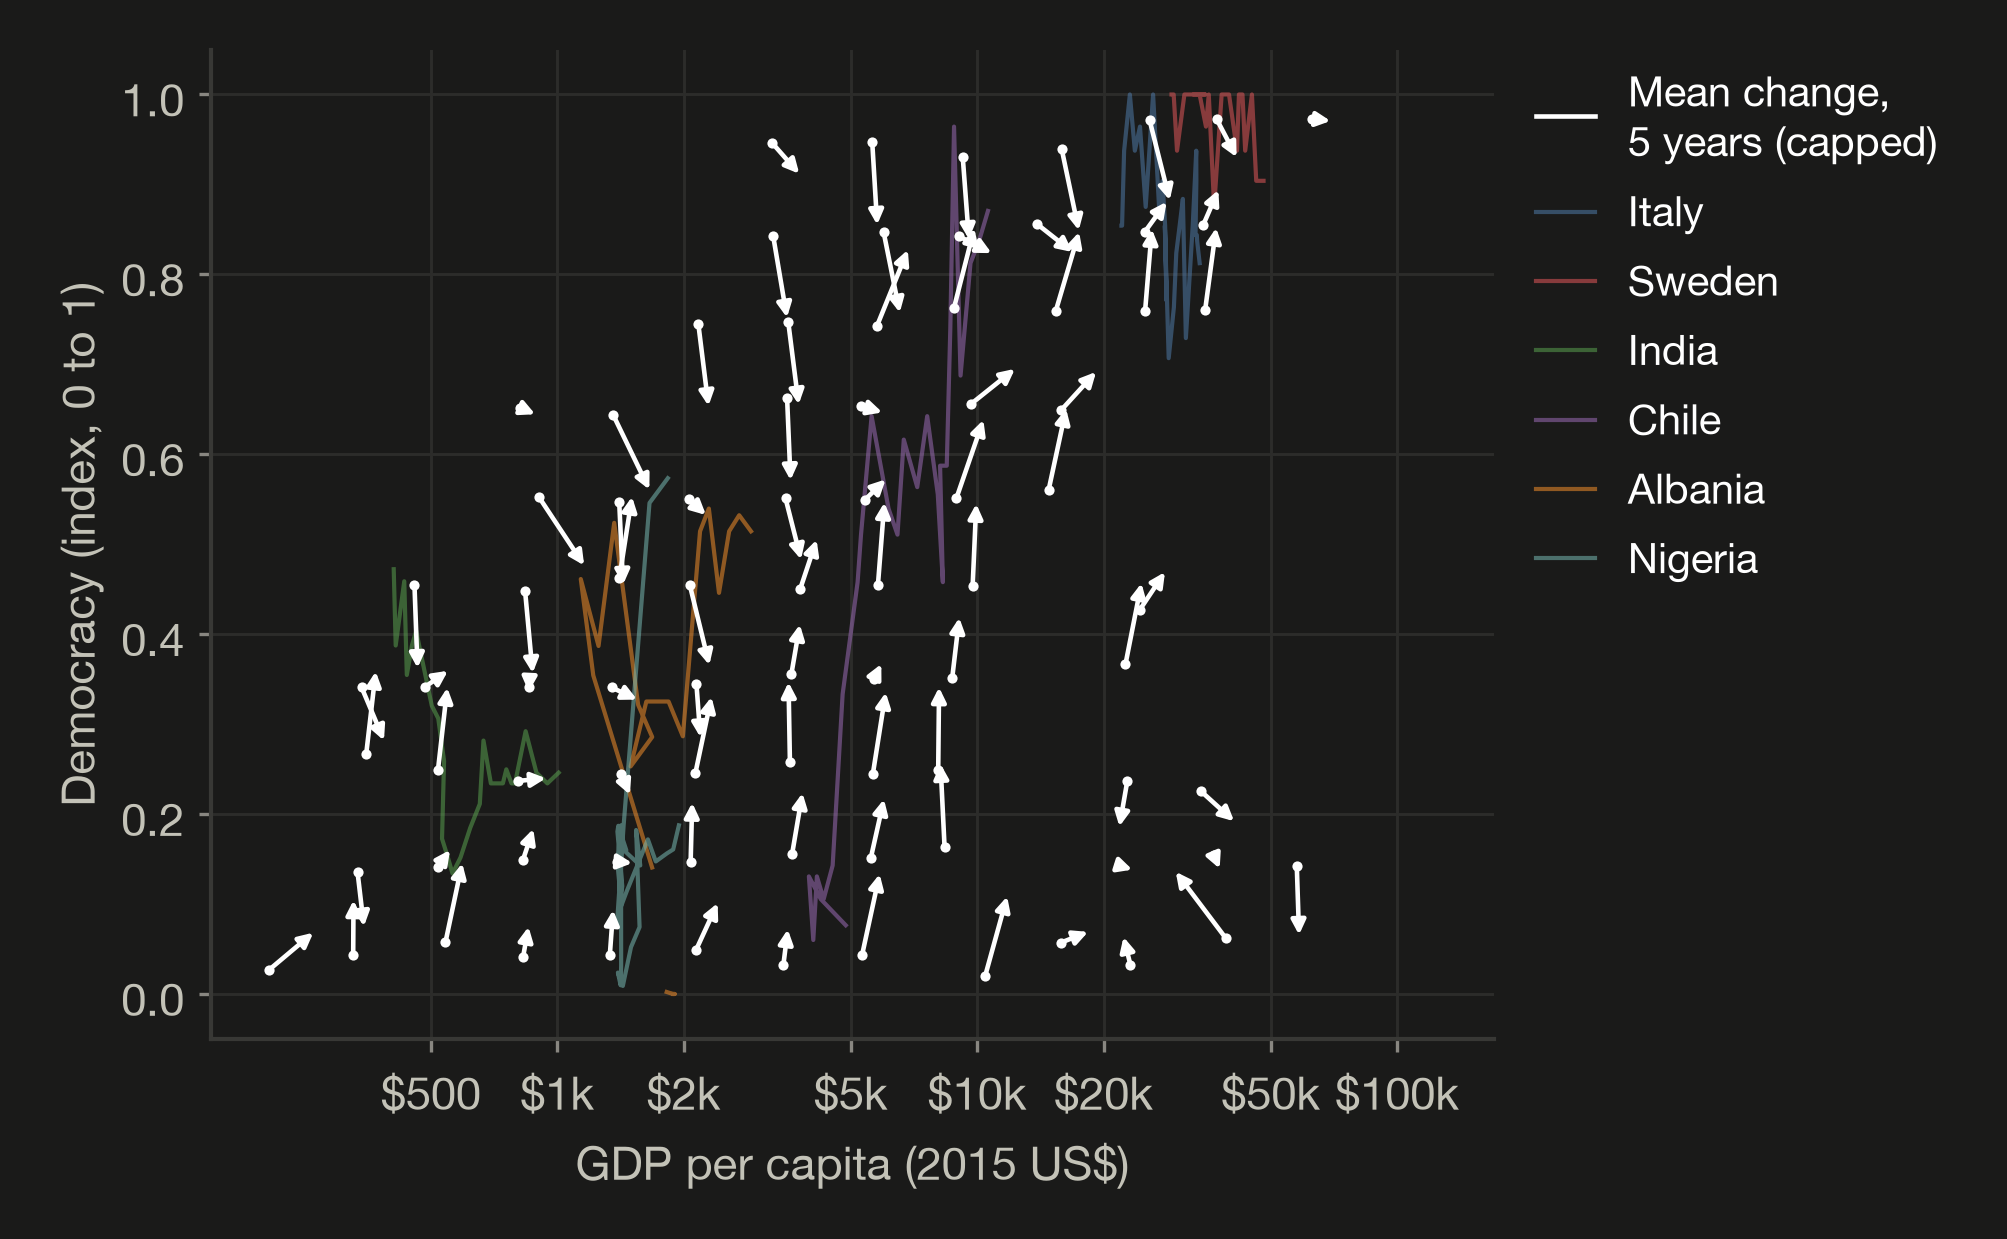 Mean change,
5 years (capped)
Italy
Sweden
India
Chile
Albania
Nigeria
Democracy (index, 0 to 1)
1.0
0.8
0.6
0.4
0.2
0.0
$500 $1k $2k $5k $10k $20k $50k $100k
GDP per capita (2015 US$)